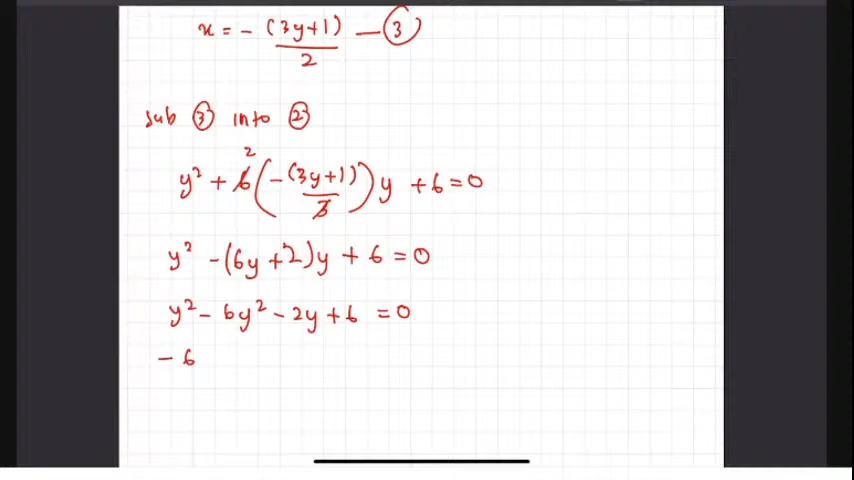 x = - (3y+1)/2 — ③
sub ③ into ②
y² + 6̸ ² (-(3y+1)/3̸) y + 6 = 0
y² - (6y + 2)y + 6 = 0
y² - 6y² - 2y + 6 = 0
- 6